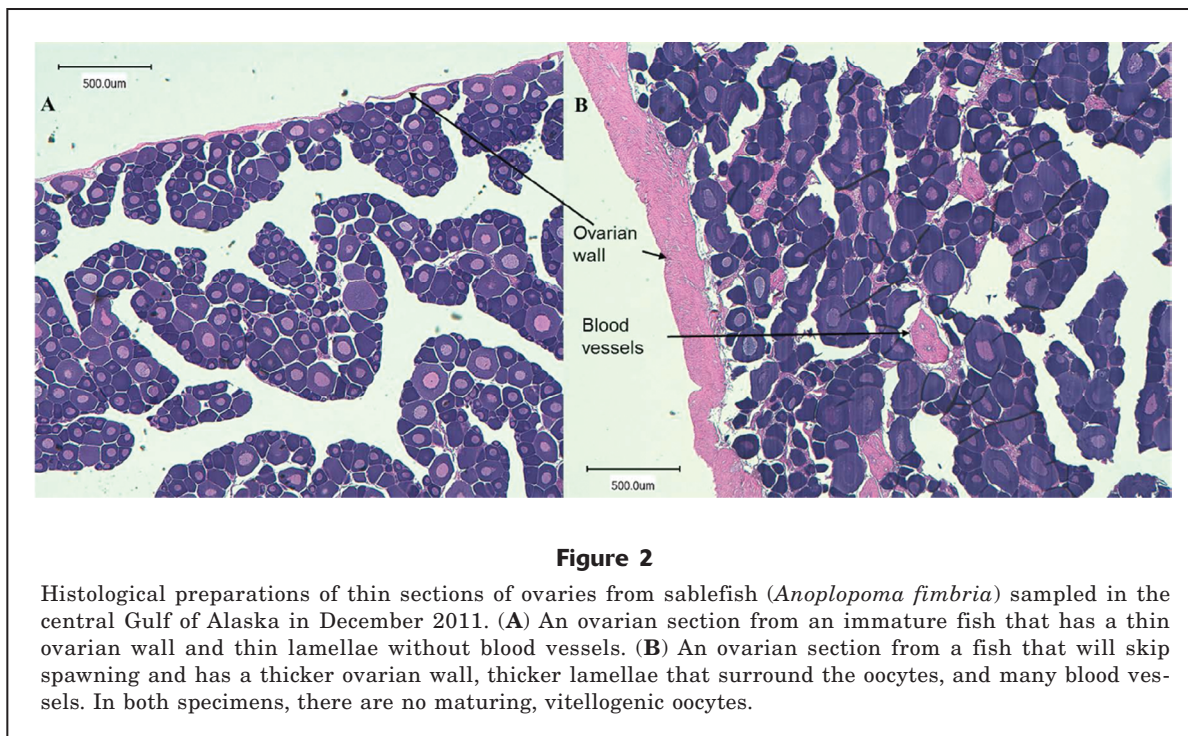 500.0um
A
B
Ovarian
wall
Blood
vessels
500.0um
Figure 2
Histological preparations of thin sections of ovaries from sablefish (Anoplopoma fimbria) sampled in the
central Gulf of Alaska in December 2011. (A) An ovarian section from an immature fish that has a thin
ovarian wall and thin lamellae without blood vessels. (B) An ovarian section from a fish that will skip
spawning and has a thicker ovarian wall, thicker lamellae that surround the oocytes, and many blood ves-
sels. In both specimens, there are no maturing, vitellogenic oocytes.